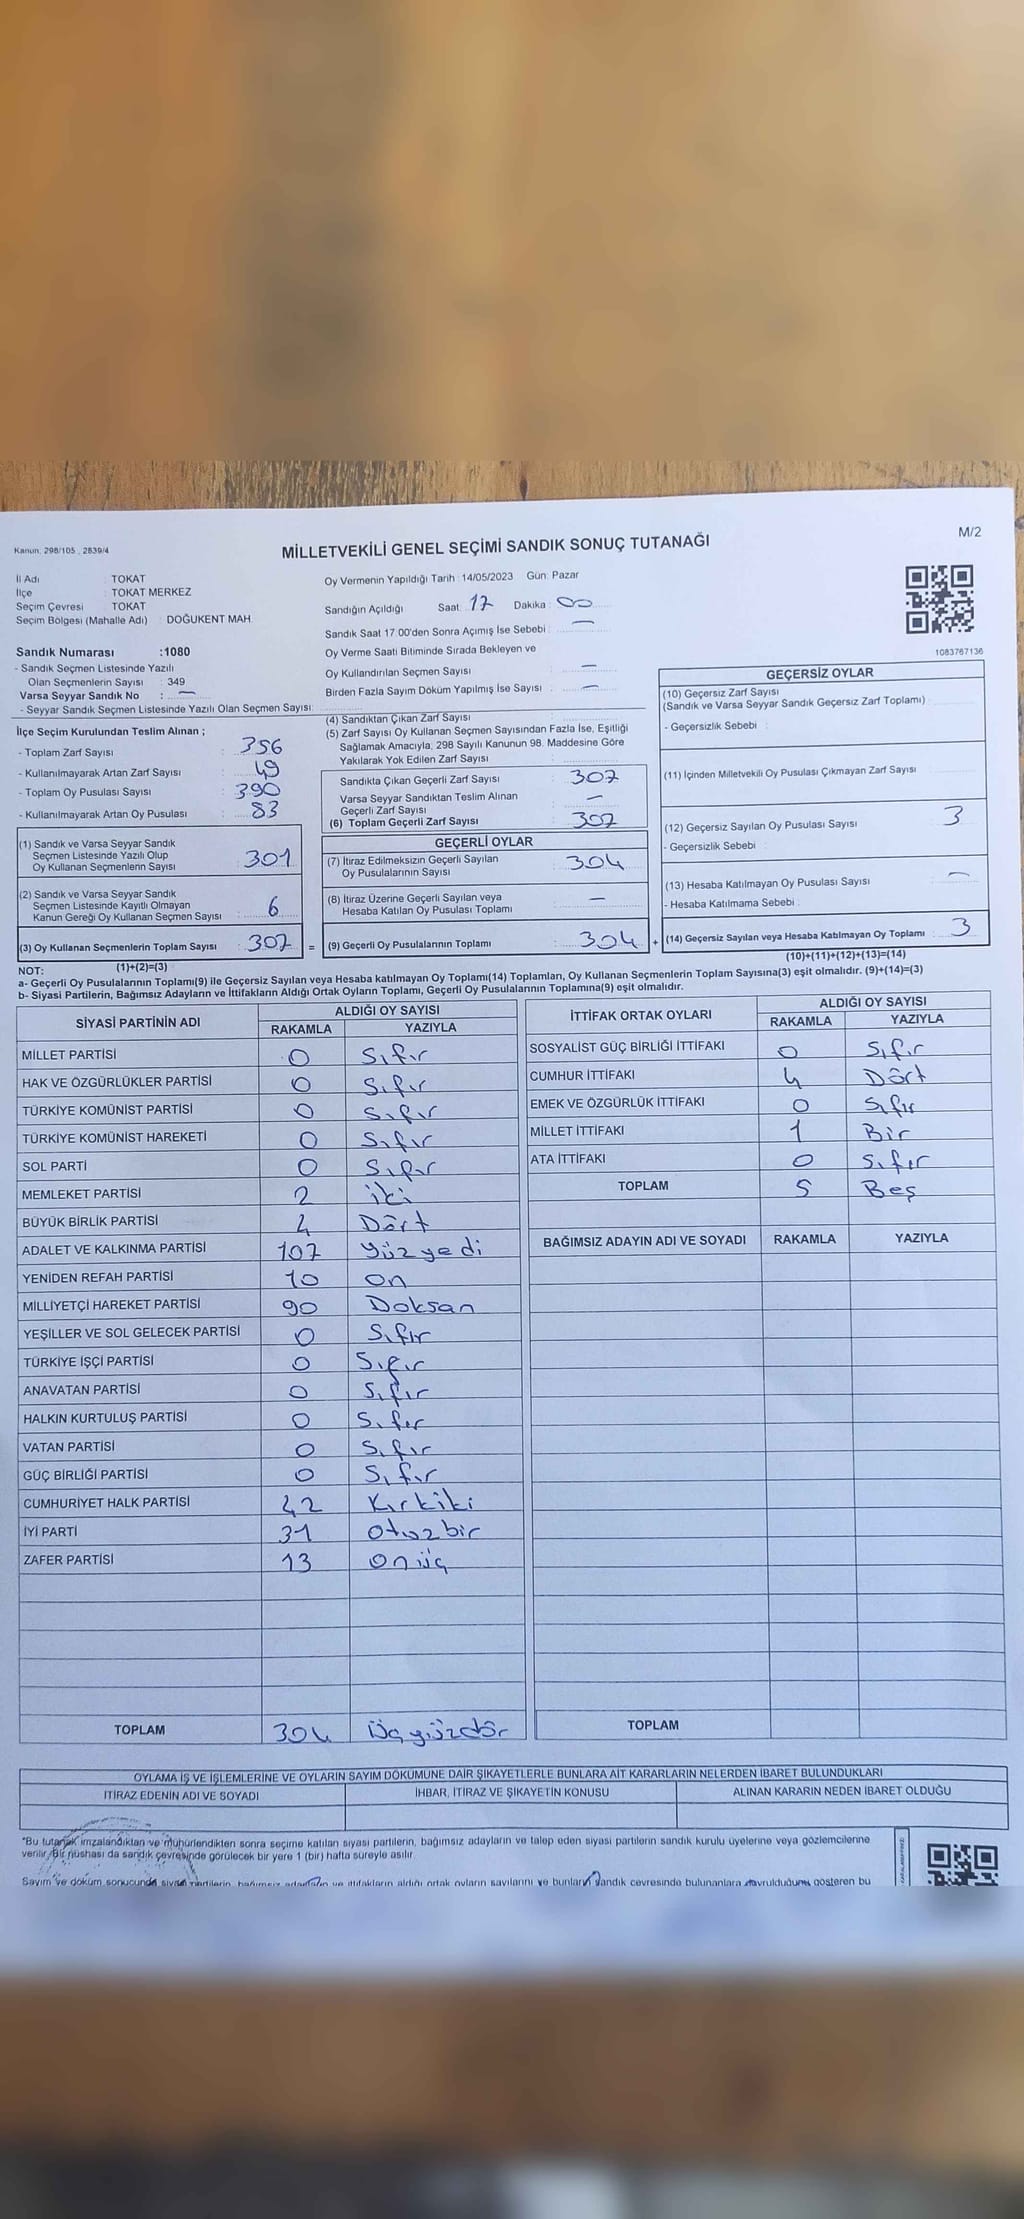 Kanun: 298/105 , 2839/4
MİLLETVEKİLİ GENEL SEÇİMİ SANDIK SONUÇ TUTANAĞI
M/2
İl Adı : TOKAT
İlçe : TOKAT MERKEZ
Seçim Çevresi : TOKAT
Seçim Bölgesi (Mahalle Adı) : DOĞUKENT MAH.
Sandık Numarası :1080
- Sandık Seçmen Listesinde Yazılı
Olan Seçmenlerin Sayısı : 349
Varsa Seyyar Sandık No : —
- Seyyar Sandık Seçmen Listesinde Yazılı Olan Seçmen Sayısı:
Oy Vermenin Yapıldığı Tarih : 14/05/2023 Gün: Pazar
Sandığın Açıldığı Saat: 17 Dakika : 00
Sandık Saat 17:00'den Sonra Açımış İse Sebebi : —
Oy Verme Saati Bitiminde Sırada Bekleyen ve
Oy Kullandırılan Seçmen Sayısı —
Birden Fazla Sayım Döküm Yapılmış İse Sayısı : —
1083767136
İlçe Seçim Kurulundan Teslim Alınan ;
- Toplam Zarf Sayısı : 356
- Kullanılmayarak Artan Zarf Sayısı : 49
- Toplam Oy Pusulası Sayısı : 390
- Kullanılmayarak Artan Oy Pusulası : 83
(1) Sandık ve Varsa Seyyar Sandık
Seçmen Listesinde Yazılı Olup
Oy Kullanan Seçmenlerin Sayısı : 301
(2) Sandık ve Varsa Seyyar Sandık
Seçmen Listesinde Kayıtlı Olmayan
Kanun Gereği Oy Kullanan Seçmen Sayısı : 6
(3) Oy Kullanan Seçmenlerin Toplam Sayısı : 307 =
(1)+(2)=(3)
(4) Sandıktan Çıkan Zarf Sayısı
(5) Zarf Sayısı Oy Kullanan Seçmen Sayısından Fazla İse, Eşitliği
Sağlamak Amacıyla, 298 Sayılı Kanunun 98. Maddesine Göre
Yakılarak Yok Edilen Zarf Sayısı
Sandıkta Çıkan Geçerli Zarf Sayısı 307
Varsa Seyyar Sandıktan Teslim Alınan
Geçerli Zarf Sayısı —
(6) Toplam Geçerli Zarf Sayısı 307
GEÇERLİ OYLAR
(7) İtiraz Edilmeksizin Geçerli Sayılan
Oy Pusulalarının Sayısı 304
(8) İtiraz Üzerine Geçerli Sayılan veya
Hesaba Katılan Oy Pusulası Toplamı —
(9) Geçerli Oy Pusulalarının Toplamı 304 +
GEÇERSİZ OYLAR
(10) Geçersiz Zarf Sayısı
(Sandık ve Varsa Seyyar Sandık Geçersiz Zarf Toplamı)
- Geçersizlik Sebebi :
(11) İçinden Milletvekili Oy Pusulası Çıkmayan Zarf Sayısı
(12) Geçersiz Sayılan Oy Pusulası Sayısı 3
- Geçersizlik Sebebi :
(13) Hesaba Katılmayan Oy Pusulası Sayısı —
- Hesaba Katılmama Sebebi :
(14) Geçersiz Sayılan veya Hesaba Katılmayan Oy Toplamı : 3
(10)+(11)+(12)+(13)=(14)
NOT:
a- Geçerli Oy Pusulalarının Toplamı(9) ile Geçersiz Sayılan veya Hesaba katılmayan Oy Toplamı(14) Toplamları, Oy Kullanan Seçmenlerin Toplam Sayısına(3) eşit olmalıdır. (9)+(14)=(3)
b- Siyasi Partilerin, Bağımsız Adayların ve İttifakların Aldığı Ortak Oyların Toplamı, Geçerli Oy Pusulalarının Toplamına(9) eşit olmalıdır.
SİYASİ PARTİNİN ADI ALDIĞI OY SAYISI
RAKAMLA YAZIYLA
MİLLET PARTİSİ 0 Sıfır
HAK VE ÖZGÜRLÜKLER PARTİSİ 0 Sıfır
TÜRKİYE KOMÜNİST PARTİSİ 0 Sıfır
TÜRKİYE KOMÜNİST HAREKETİ 0 Sıfır
SOL PARTİ 0 Sıfır
MEMLEKET PARTİSİ 2 iki
BÜYÜK BİRLİK PARTİSİ 4 Dört
ADALET VE KALKINMA PARTİSİ 107 Yüzyedi
YENİDEN REFAH PARTİSİ 10 on
MİLLİYETÇİ HAREKET PARTİSİ 90 Doksan
YEŞİLLER VE SOL GELECEK PARTİSİ 0 Sıfır
TÜRKİYE İŞÇİ PARTİSİ 0 Sıfır
ANAVATAN PARTİSİ 0 Sıfır
HALKIN KURTULUŞ PARTİSİ 0 Sıfır
VATAN PARTİSİ 0 Sıfır
GÜÇ BİRLİĞİ PARTİSİ 0 Sıfır
CUMHURİYET HALK PARTİSİ 42 Kırkiki
İYİ PARTİ 31 otuzbir
ZAFER PARTİSİ 13 onüç
TOPLAM 304 Üçyüzdör
İTTİFAK ORTAK OYLARI ALDIĞI OY SAYISI
RAKAMLA YAZIYLA
SOSYALİST GÜÇ BİRLİĞİ İTTİFAKI 0 Sıfır
CUMHUR İTTİFAKI 4 Dört
EMEK VE ÖZGÜRLÜK İTTİFAKI 0 Sıfır
MİLLET İTTİFAKI 1 Bir
ATA İTTİFAKI 0 Sıfır
TOPLAM 5 Beş
BAĞIMSIZ ADAYIN ADI VE SOYADI RAKAMLA YAZIYLA
TOPLAM
OYLAMA İŞ VE İŞLEMLERİNE VE OYLARIN SAYIM DÖKÜMÜNE DAİR ŞİKAYETLERLE BUNLARA AİT KARARLARIN NELERDEN İBARET BULUNDUKLARI
İTİRAZ EDENİN ADI VE SOYADI İHBAR, İTİRAZ VE ŞİKAYETİN KONUSU ALINAN KARARIN NEDEN İBARET OLDUĞU
"Bu tutanak imzalandıktan ve mühürlendikten sonra seçime katılan siyasi partilerin, bağımsız adayların ve talep eden siyasi partilerin sandık kurulu üyelerine veya gözlemcilerine
verilir. Bir nüshası da sandık çevresinde görülecek bir yere 1 (bir) hafta süreyle asılır.
Sayım ve döküm sonucunda siyasi partilerin, bağımsız adayların ve ittifakların aldığı ortak oyların sayılarını ve bunların sandık çevresinde bulunanlara duyurulduğunu gösteren bu